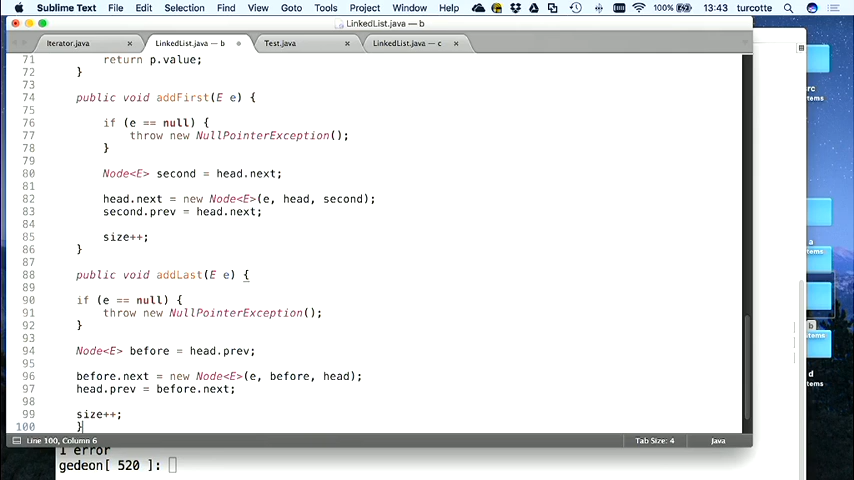 Sublime Text File Edit Selection Find View Goto Tools Project Window Help 100% 13:43 turcotte
LinkedList.java — b
Iterator.java LinkedList.java — b Test.java LinkedList.java — c
71 return p.value;
72 }
73
74 public void addFirst(E e) {
75
76 if (e == null) {
77 throw new NullPointerException();
78 }
79
80 Node<E> second = head.next;
81
82 head.next = new Node<E>(e, head, second);
83 second.prev = head.next;
84
85 size++;
86 }
87
88 public void addLast(E e) {
89
90 if (e == null) {
91 throw new NullPointerException();
92 }
93
94 Node<E> before = head.prev;
95
96 before.next = new Node<E>(e, before, head);
97 head.prev = before.next;
98
99 size++;
100 }
Line 100, Column 6 Tab Size: 4 Java
1 error
gedeon[ 520 ]:
rc
tems
a
tems
b
tems
d
tems